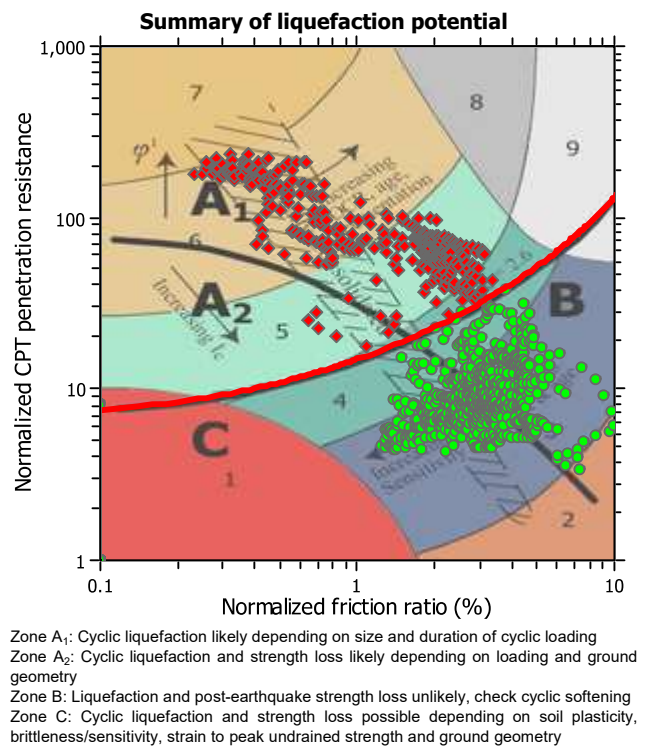 Summary of liquefaction potential
1,000
100
10
1
Normalized CPT penetration resistance
7
8
9
φ'
A1
6
A2
Increasing Ic
5
2.6
B
4
C
1
Sensitivity
2
0.1
1
10
Normalized friction ratio (%)
Zone A1: Cyclic liquefaction likely depending on size and duration of cyclic loading
Zone A2: Cyclic liquefaction and strength loss likely depending on loading and ground
geometry
Zone B: Liquefaction and post-earthquake strength loss unlikely, check cyclic softening
Zone C: Cyclic liquefaction and strength loss possible depending on soil plasticity,
brittleness/sensitivity, strain to peak undrained strength and ground geometry